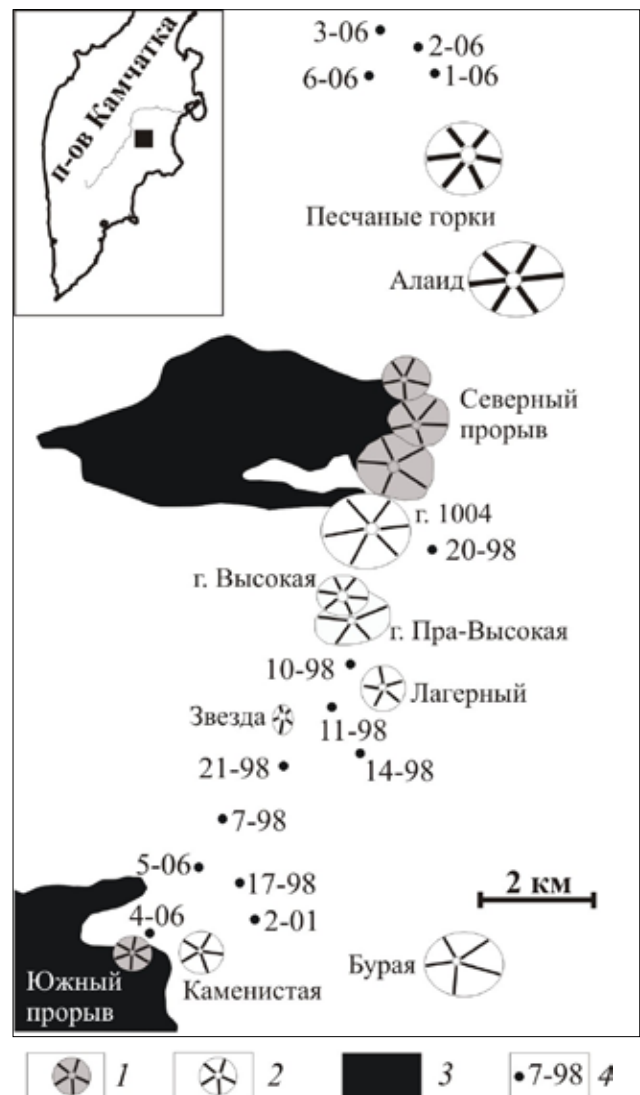 п-ов Камчатка
3-06
2-06
6-06
1-06
Песчаные горки
Алаид
Северный
прорыв
г. 1004
20-98
г. Высокая
г. Пра-Высокая
10-98
Лагерный
Звезда
11-98
21-98
14-98
7-98
5-06
17-98
2 км
4-06
2-01
Бурая
Южный
прорыв
Каменистая
1
2
3
7-98
4